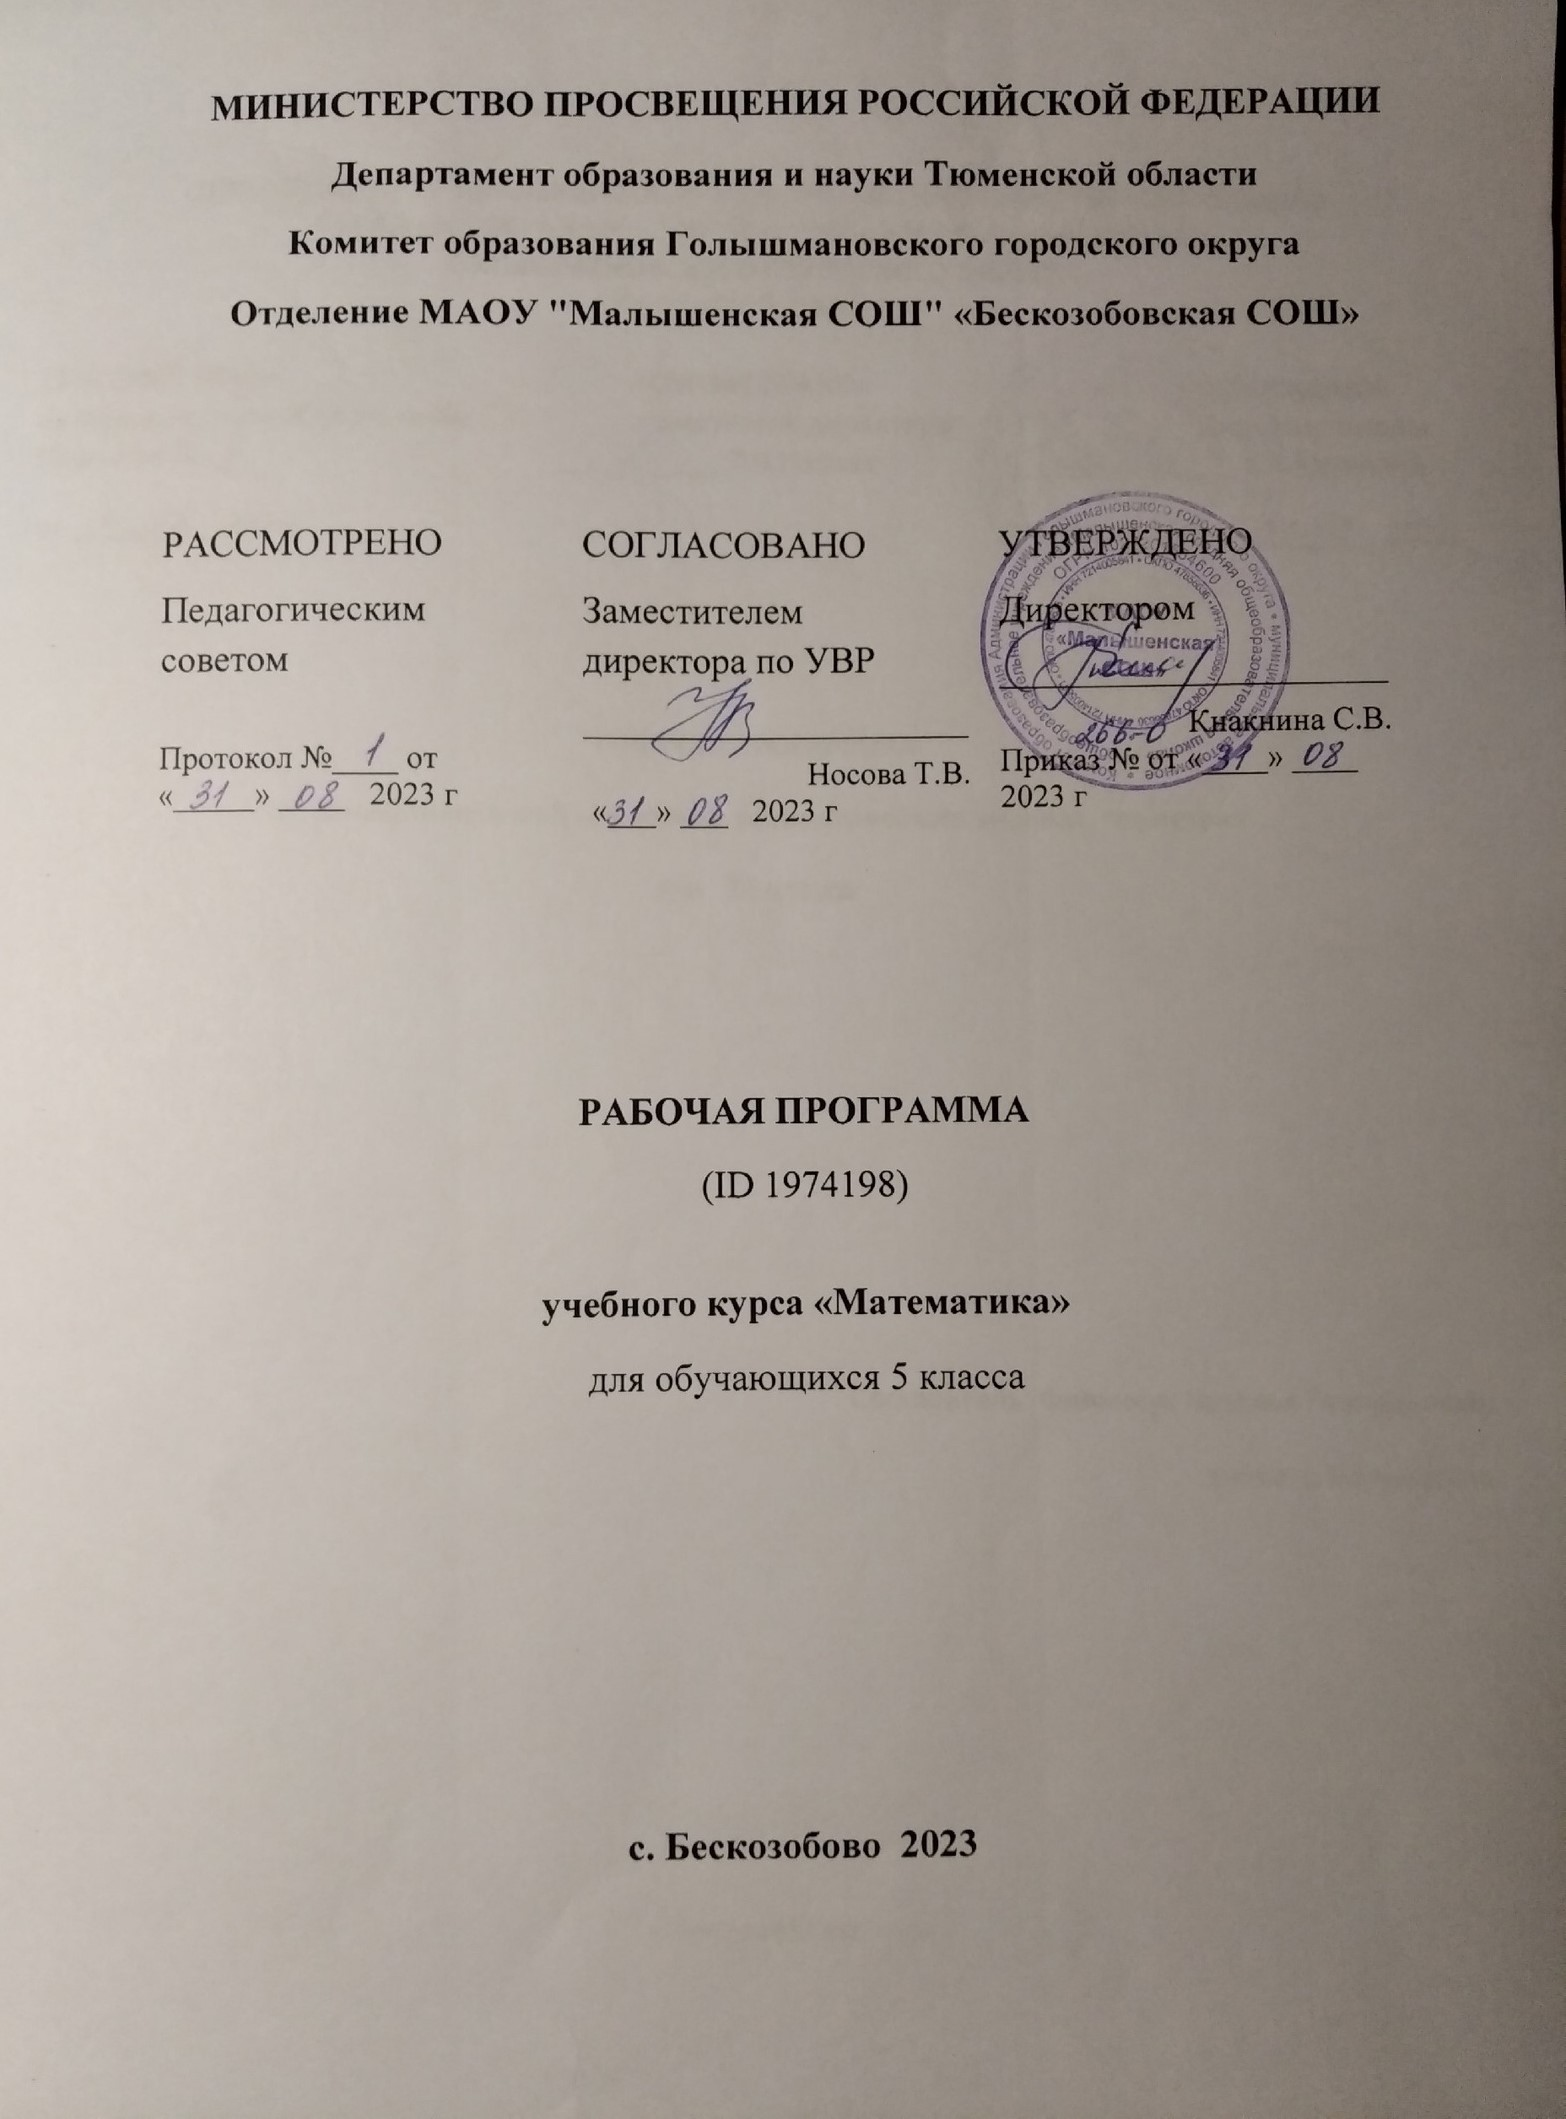 МИНИСТЕРСТВО ПРОСВЕЩЕНИЯ РОССИЙСКОЙ ФЕДЕРАЦИИ
Департамент образования и науки Тюменской области
Комитет образования Голышмановского городского округа
Отделение МАОУ "Малышенская СОШ" «Бескозобовская СОШ»
РАССМОТРЕНО
Педагогическим
советом
Протокол № 1 от
«31» 08 2023 г
СОГЛАСОВАНО
Заместителем
директора по УВР
Носова Т.В.
«31» 08 2023 г
УТВЕРЖДЕНО
Директором
«Малышенская
Кнакнина С.В.
266-О
Приказ № от «31» 08
2023 г
РАБОЧАЯ ПРОГРАММА
(ID 1974198)
учебного курса «Математика»
для обучающихся 5 класса
с. Бескозобово 2023